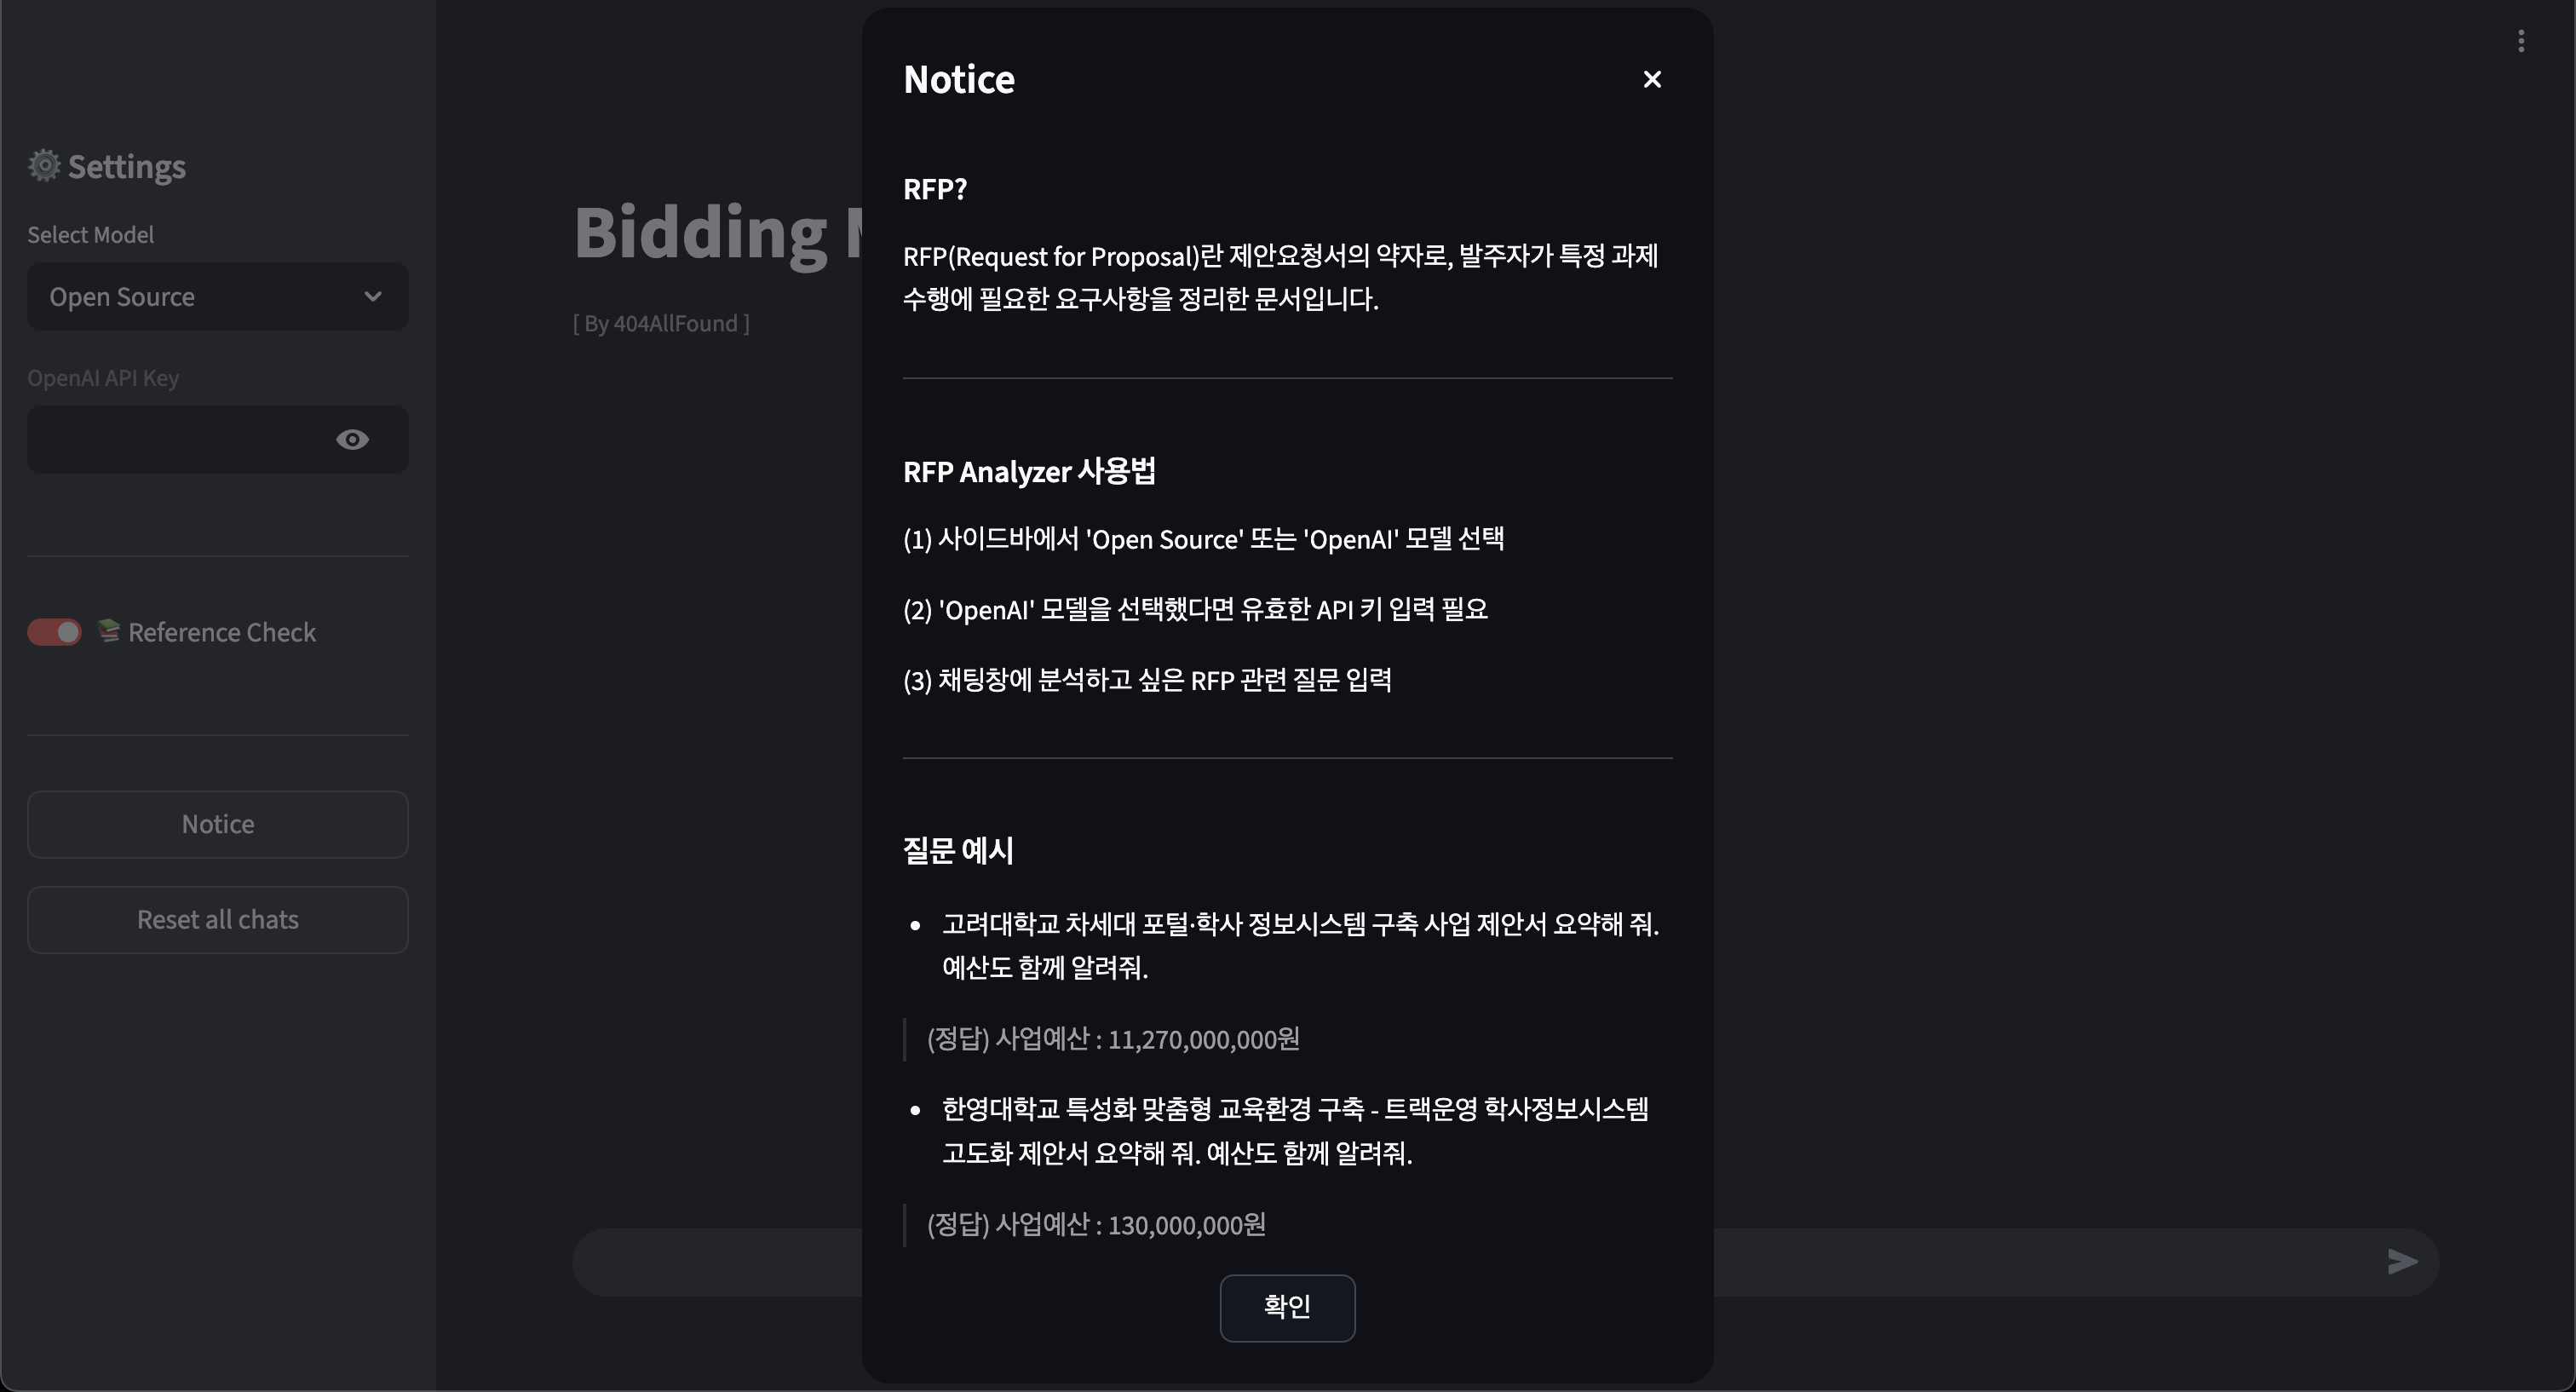 Settings
Select Model
Open Source
OpenAI API Key
Reference Check
Notice
Reset all chats
Bidding
[ By 404AllFound ]
Notice
RFP?
RFP(Request for Proposal)란 제안요청서의 약자로, 발주자가 특정 과제
수행에 필요한 요구사항을 정리한 문서입니다.
RFP Analyzer 사용법
(1) 사이드바에서 'Open Source' 또는 'OpenAI' 모델 선택
(2) 'OpenAI' 모델을 선택했다면 유효한 API 키 입력 필요
(3) 채팅창에 분석하고 싶은 RFP 관련 질문 입력
질문 예시
• 고려대학교 차세대 포털·학사 정보시스템 구축 사업 제안서 요약해 줘.
예산도 함께 알려줘.
(정답) 사업예산 : 11,270,000,000원
• 한영대학교 특성화 맞춤형 교육환경 구축 - 트랙운영 학사정보시스템
고도화 제안서 요약해 줘. 예산도 함께 알려줘.
(정답) 사업예산 : 130,000,000원
확인